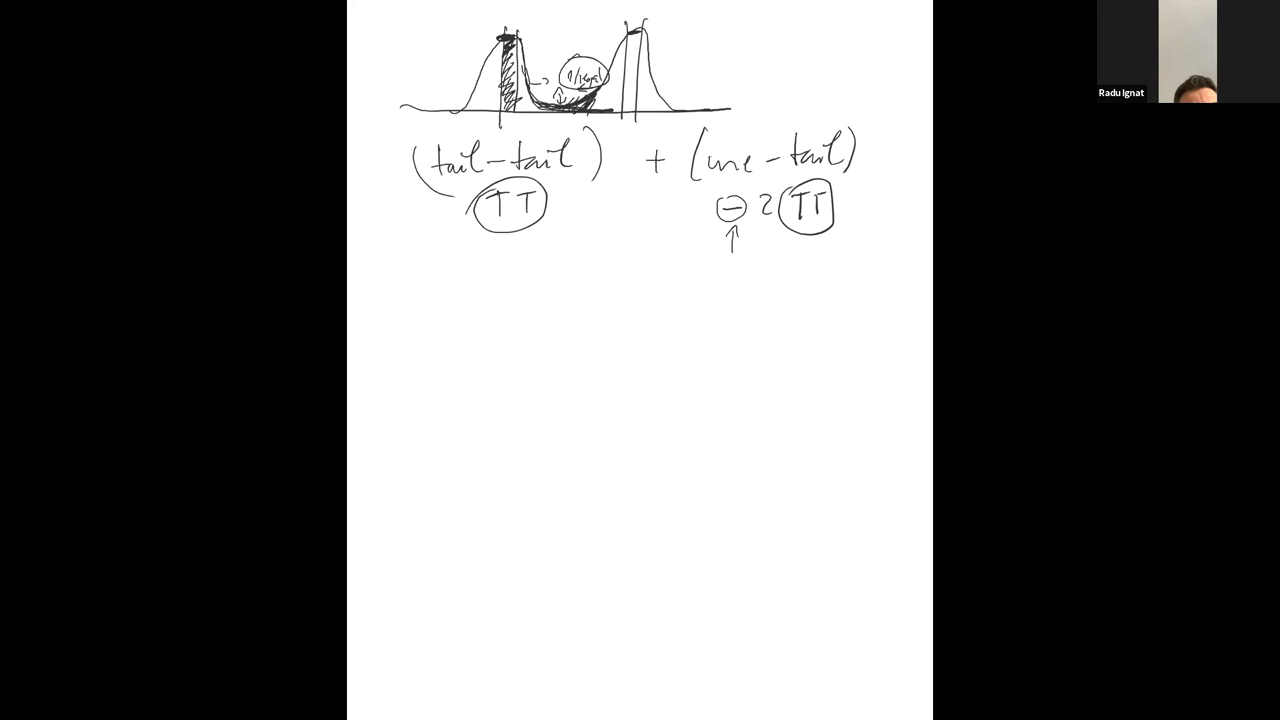 Radu Ignat
(tail-tail) + (core-tail)
TT ⊖ 2 TT
↑